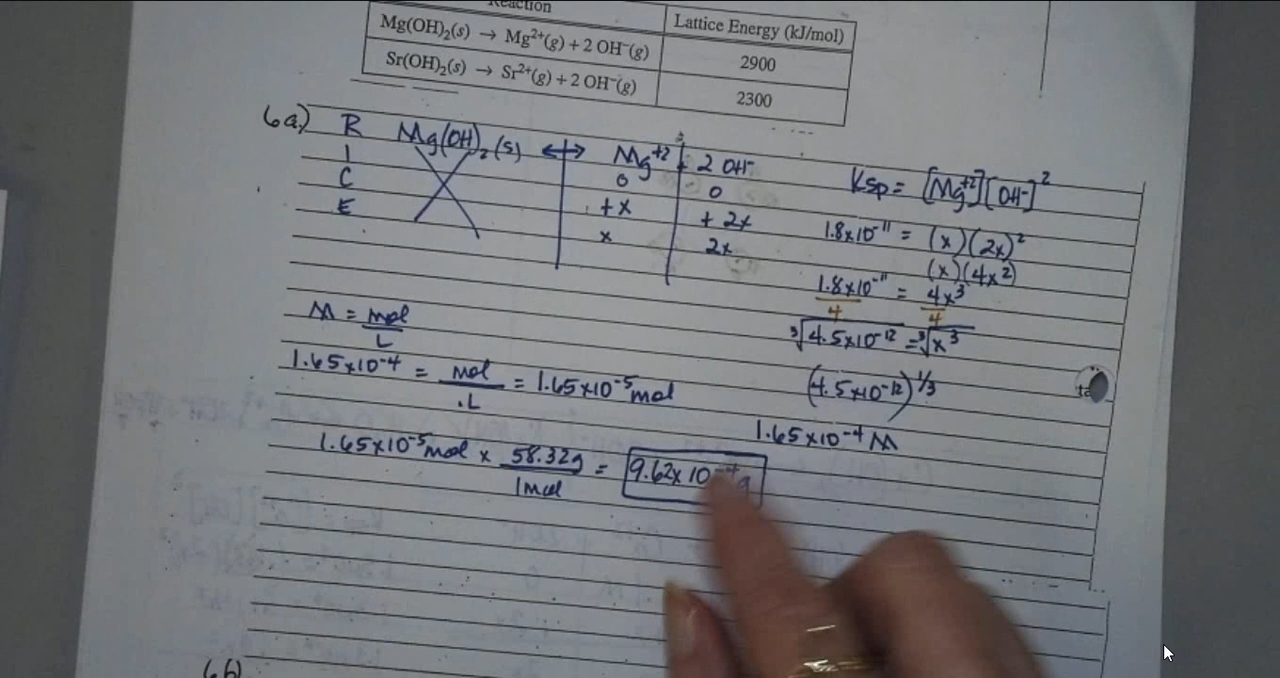 Reaction
Lattice Energy (kJ/mol)
Mg(OH)₂(s) → Mg²⁺(g) + 2 OH⁻(g)
2900
Sr(OH)₂(s) → Sr²⁺(g) + 2 OH⁻(g)
2300
6a) R Mg(OH)₂(s) ↔ Mg⁺² + 2 OH⁻
I 0 0
C +x + 2x
E x 2x
Ksp = [Mg⁺²][OH⁻]²
1.8x10⁻¹¹ = (x)(2x)²
(x)(4x²)
1.8x10⁻¹¹ = 4x³
4 4
³√4.5x10⁻¹² = ³√x³
(4.5x10⁻¹²)^1/3
1.65x10⁻⁴ M
M = mol
L
1.65x10⁻⁴ = mol = 1.65x10⁻⁵ mol
.L
1.65x10⁻⁵ mol x 58.32g = 9.62x10⁻⁴ g
1mol
6b)